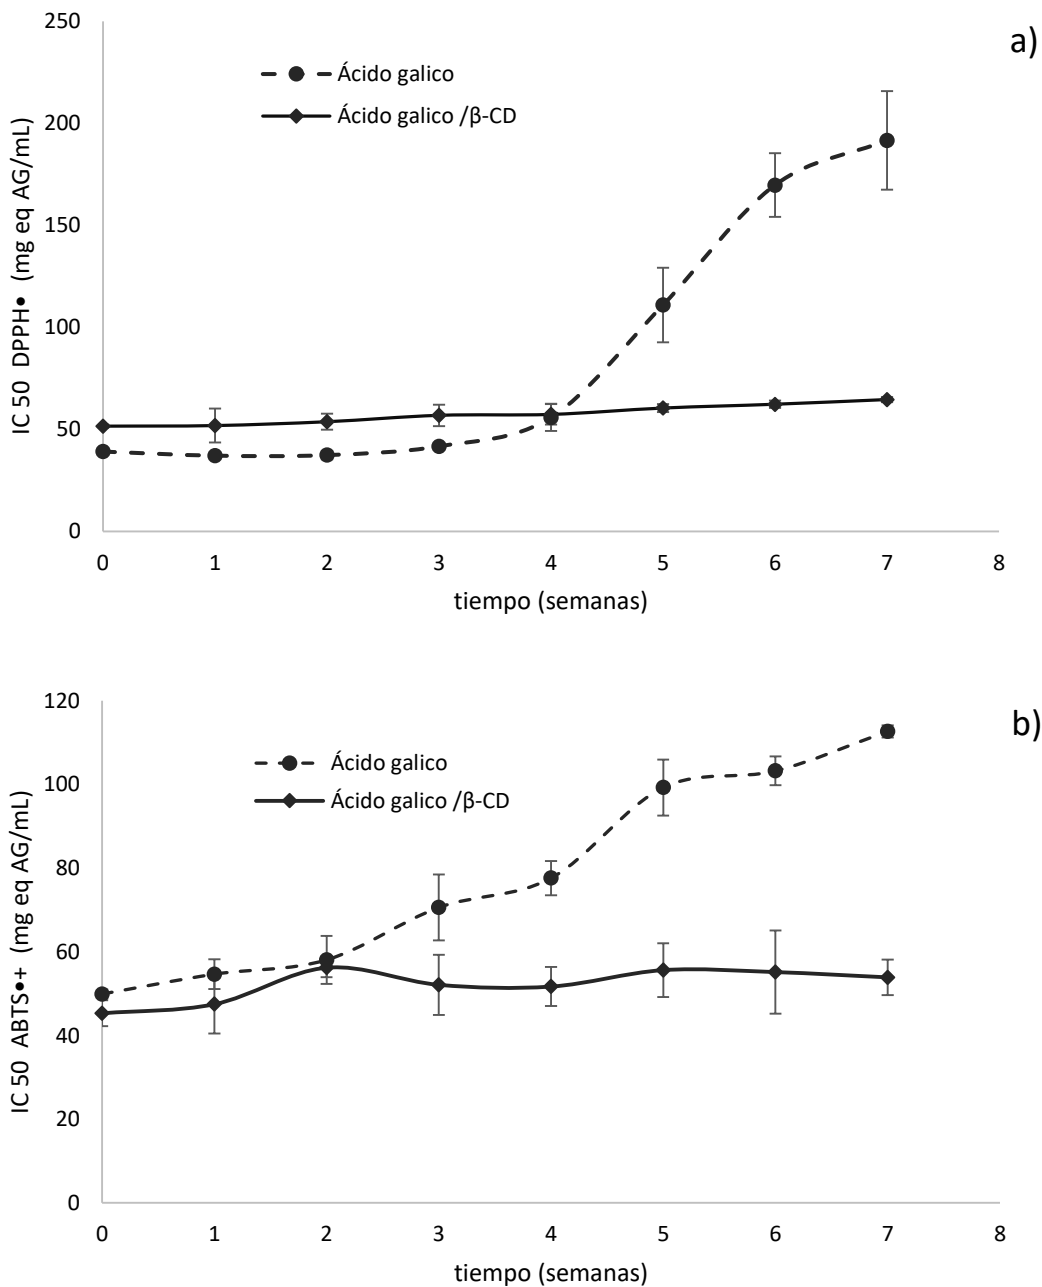 a)
250
200
150
100
50
0
IC 50 DPPH● (mg eq AG/mL)
Ácido galico
Ácido galico /β-CD
0 1 2 3 4 5 6 7 8
tiempo (semanas)
b)
120
100
80
60
40
20
0
IC 50 ABTS●+ (mg eq AG/mL)
Ácido galico
Ácido galico /β-CD
0 1 2 3 4 5 6 7 8
tiempo (semanas)